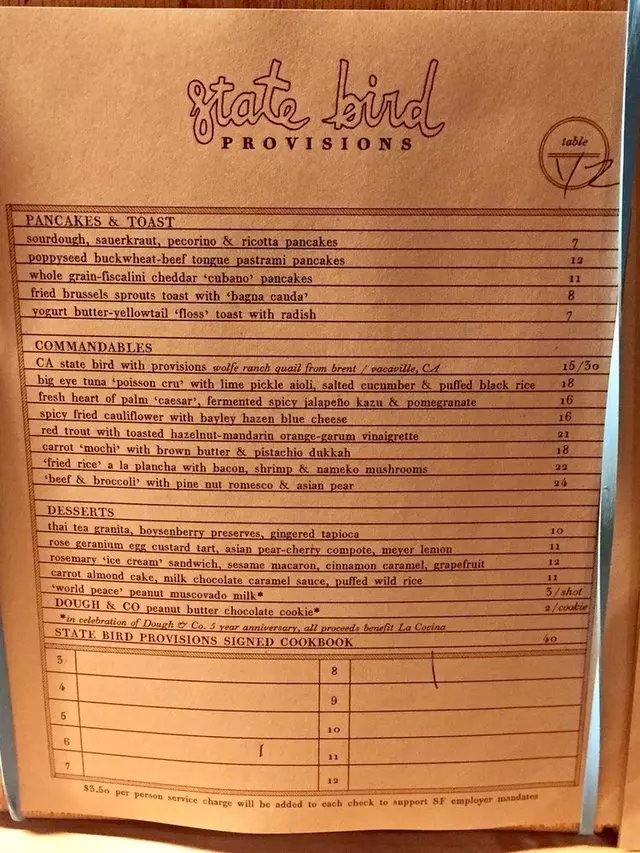 state bird
PROVISIONS
table
1/2
PANCAKES & TOAST
sourdough, sauerkraut, pecorino & ricotta pancakes 7
poppyseed buckwheat-beef tongue pastrami pancakes 12
whole grain-fiscalini cheddar ‘cubano’ pancakes 11
fried brussels sprouts toast with ‘bagna cauda’ 8
yogurt butter-yellowtail ‘floss’ toast with radish 7
COMMANDABLES
CA state bird with provisions wolfe ranch quail from brent / vacaville, CA 15/30
big eye tuna ‘poisson cru’ with lime pickle aioli, salted cucumber & puffed black rice 18
fresh heart of palm ‘caesar’, fermented spicy jalapeño kazu & pomegranate 16
spicy fried cauliflower with bayley hazen blue cheese 16
red trout with toasted hazelnut-mandarin orange-garum vinaigrette 21
carrot ‘mochi’ with brown butter & pistachio dukkah 18
‘fried rice’ a la plancha with bacon, shrimp & nameko mushrooms 22
‘beef & broccoli’ with pine nut romesco & asian pear 24
DESSERTS
thai tea granita, boysenberry preserves, gingered tapioca 10
rose geranium egg custard tart, asian pear-cherry compote, meyer lemon 11
rosemary ‘ice cream’ sandwich, sesame macaron, cinnamon caramel, grapefruit 12
carrot almond cake, milk chocolate caramel sauce, puffed wild rice 11
‘world peace’ peanut muscovado milk* 3/shot
DOUGH & CO peanut butter chocolate cookie* 2/cookie
*in celebration of Dough & Co. 5 year anniversary, all proceeds benefit La Cocina
STATE BIRD PROVISIONS SIGNED COOKBOOK 40
3 8
4 9
5 10
6 11
7 12
$3.50 per person service charge will be added to each check to support SF employer mandates